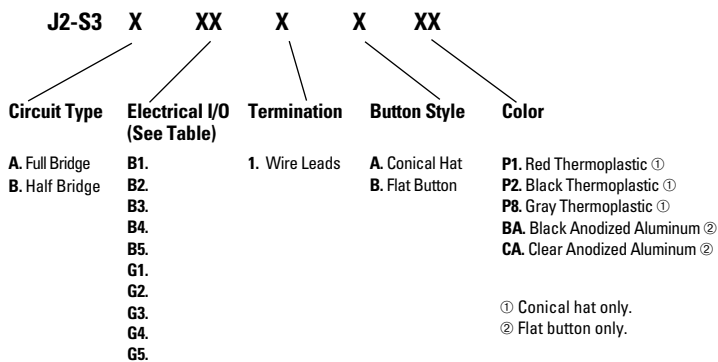 J2-S3 X XX X X XX
Circuit Type
A. Full Bridge
B. Half Bridge
Electrical I/O
(See Table)
B1.
B2.
B3.
B4.
B5.
G1.
G2.
G3.
G4.
G5.
Termination
1. Wire Leads
Button Style
A. Conical Hat
B. Flat Button
Color
P1. Red Thermoplastic ①
P2. Black Thermoplastic ①
P8. Gray Thermoplastic ①
BA. Black Anodized Aluminum ②
CA. Clear Anodized Aluminum ②
① Conical hat only.
② Flat button only.